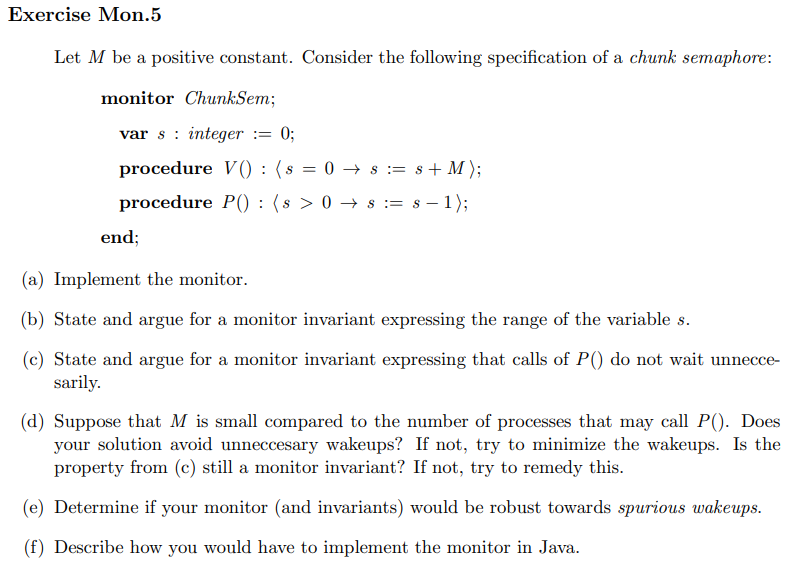 Exercise Mon.5
Let M be a positive constant. Consider the following specification of a chunk semaphore:
monitor ChunkSem;
var s : integer := 0;
procedure V() : ⟨ s = 0 → s := s + M ⟩;
procedure P() : ⟨ s > 0 → s := s − 1 ⟩;
end;
(a) Implement the monitor.
(b) State and argue for a monitor invariant expressing the range of the variable s.
(c) State and argue for a monitor invariant expressing that calls of P() do not wait unnecce-
sarily.
(d) Suppose that M is small compared to the number of processes that may call P(). Does
your solution avoid unneccesary wakeups? If not, try to minimize the wakeups. Is the
property from (c) still a monitor invariant? If not, try to remedy this.
(e) Determine if your monitor (and invariants) would be robust towards spurious wakeups.
(f) Describe how you would have to implement the monitor in Java.